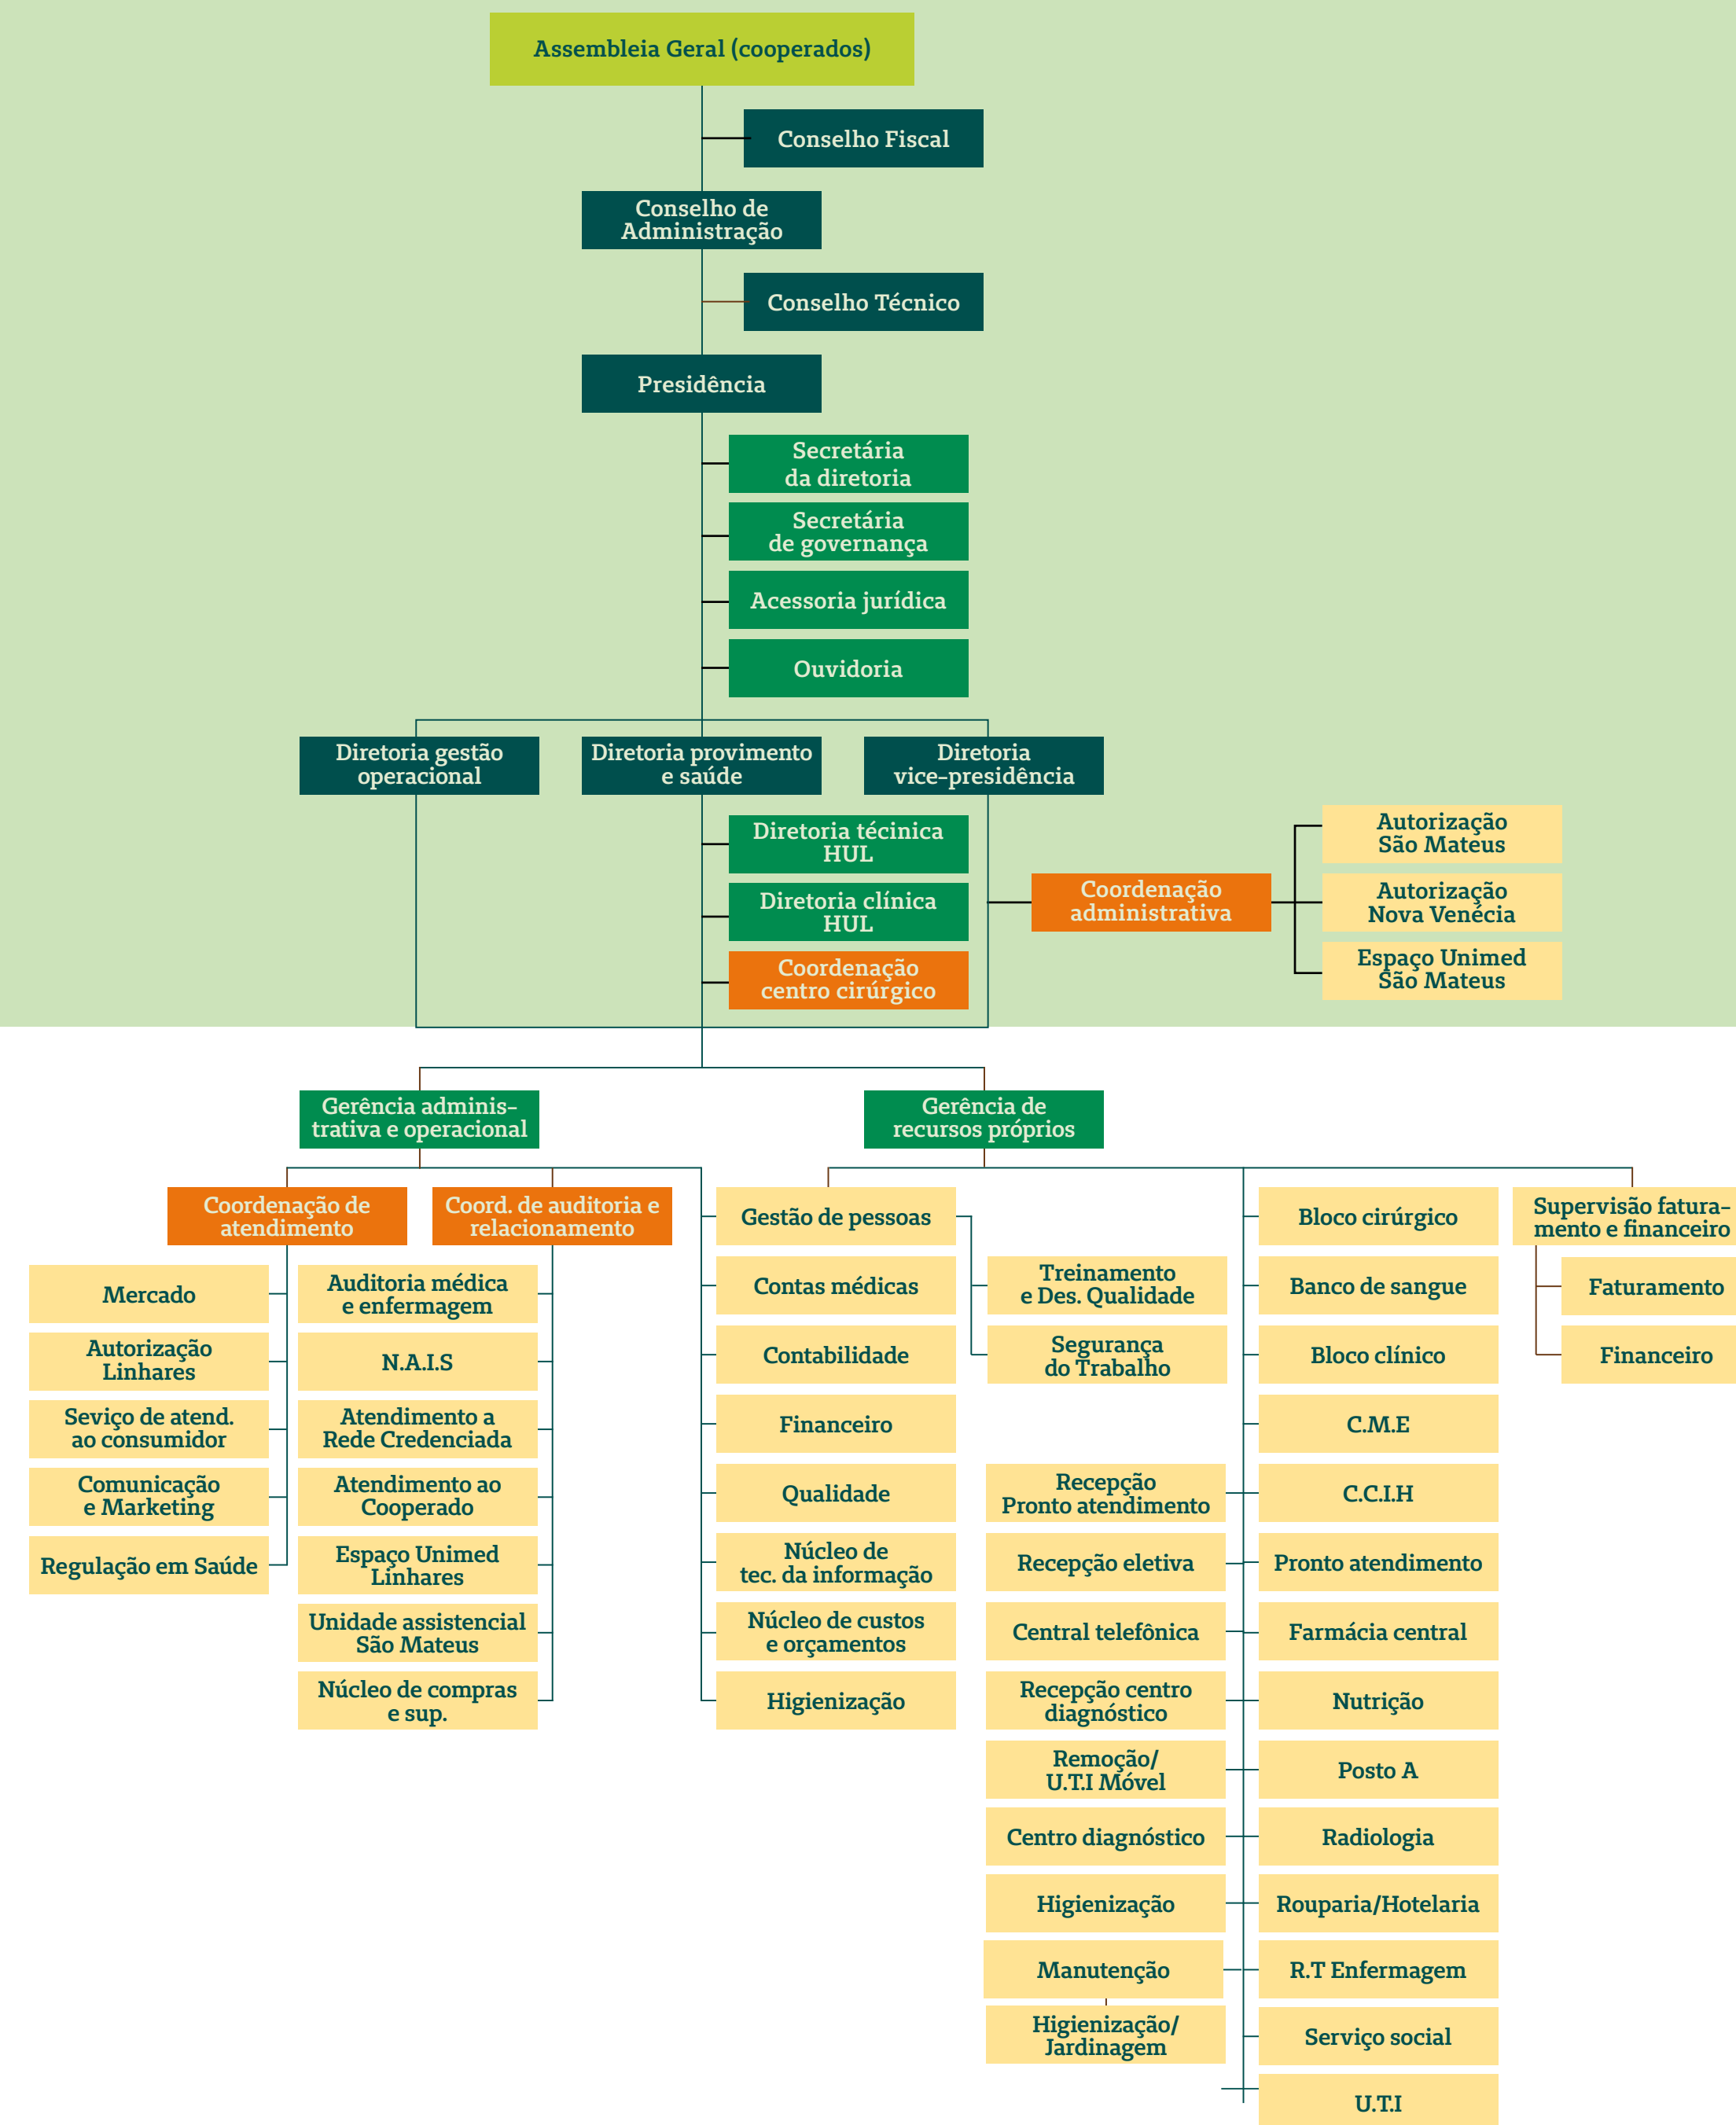 Assembleia Geral (cooperados)
Conselho Fiscal
Conselho de
Administração
Conselho Técnico
Presidência
Secretária
da diretoria
Secretária
de governança
Acessoria jurídica
Ouvidoria
Diretoria gestão
operacional
Diretoria provimento
e saúde
Diretoria
vice-presidência
Diretoria técinica
HUL
Diretoria clínica
HUL
Coordenação
centro cirúrgico
Coordenação
administrativa
Autorização
São Mateus
Autorização
Nova Venécia
Espaço Unimed
São Mateus
Gerência adminis-
trativa e operacional
Gerência de
recursos próprios
Coordenação de
atendimento
Coord. de auditoria e
relacionamento
Mercado
Autorização
Linhares
Seviço de atend.
ao consumidor
Comunicação
e Marketing
Regulação em Saúde
Auditoria médica
e enfermagem
N.A.I.S
Atendimento a
Rede Credenciada
Atendimento ao
Cooperado
Espaço Unimed
Linhares
Unidade assistencial
São Mateus
Núcleo de compras
e sup.
Gestão de pessoas
Contas médicas
Contabilidade
Financeiro
Qualidade
Núcleo de
tec. da informação
Núcleo de custos
e orçamentos
Higienização
Treinamento
e Des. Qualidade
Segurança
do Trabalho
Recepção
Pronto atendimento
Recepção eletiva
Central telefônica
Recepção centro
diagnóstico
Remoção/
U.T.I Móvel
Centro diagnóstico
Higienização
Manutenção
Higienização/
Jardinagem
Bloco cirúrgico
Banco de sangue
Bloco clínico
C.M.E
C.C.I.H
Pronto atendimento
Farmácia central
Nutrição
Posto A
Radiologia
Rouparia/Hotelaria
R.T Enfermagem
Serviço social
U.T.I
Supervisão fatura-
mento e financeiro
Faturamento
Financeiro